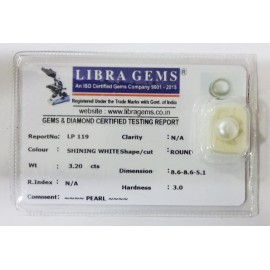 LIBRA GEMS
An ISO Certified Gems Company 9001 - 2015
Registered Under the Trade Marks with Govt. of India
website : www.libragems.co.in
GEMS & DIAMOND CERTIFIED TESTING REPORT
ReportNo: LP 119 Clarity : N/A
Colour : SHINING WHITE Shape/cut : ROUND
Wt : 3.20 cts Dimension : 8.6-8.6-5.1
R.Index : N/A Hardness : 3.0
Comment ------ PEARL ------